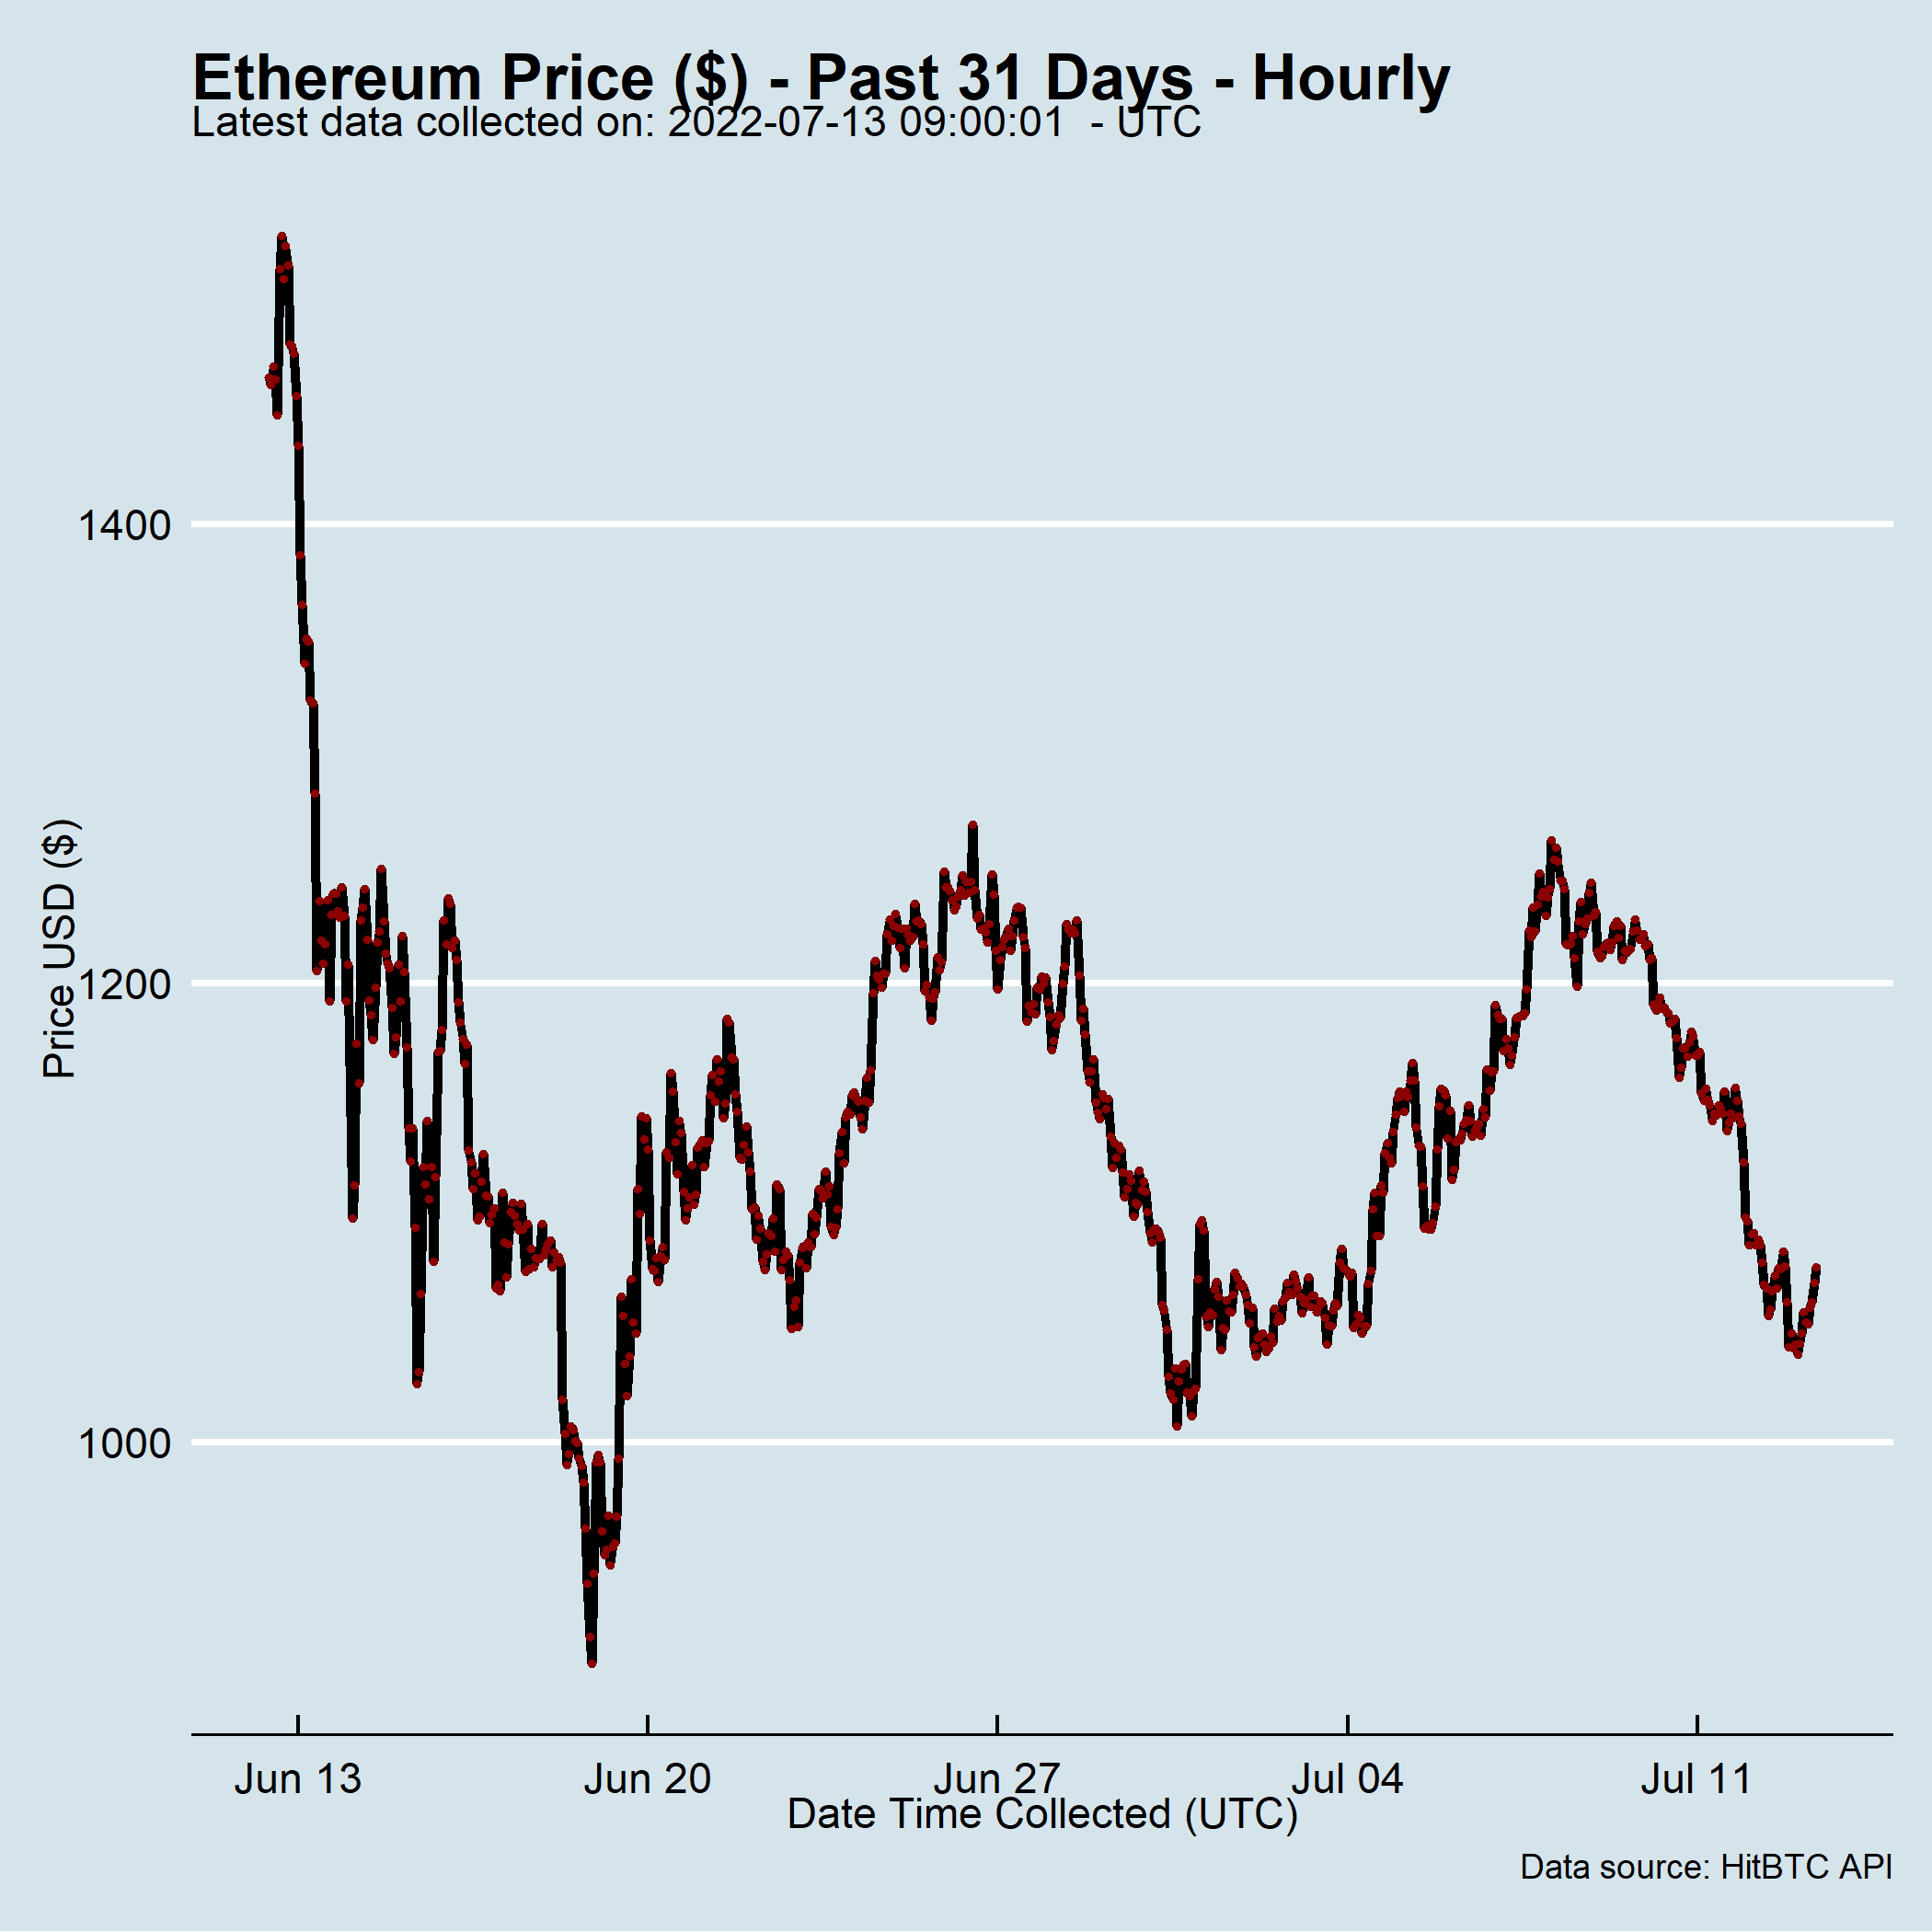 Ethereum Price ($) - Past 31 Days - Hourly
Latest data collected on: 2022-07-13 09:00:01  - UTC
Price USD ($)
1400
1200
1000
Jun 13
Jun 20
Jun 27
Jul 04
Jul 11
Date Time Collected (UTC)
Data source: HitBTC API